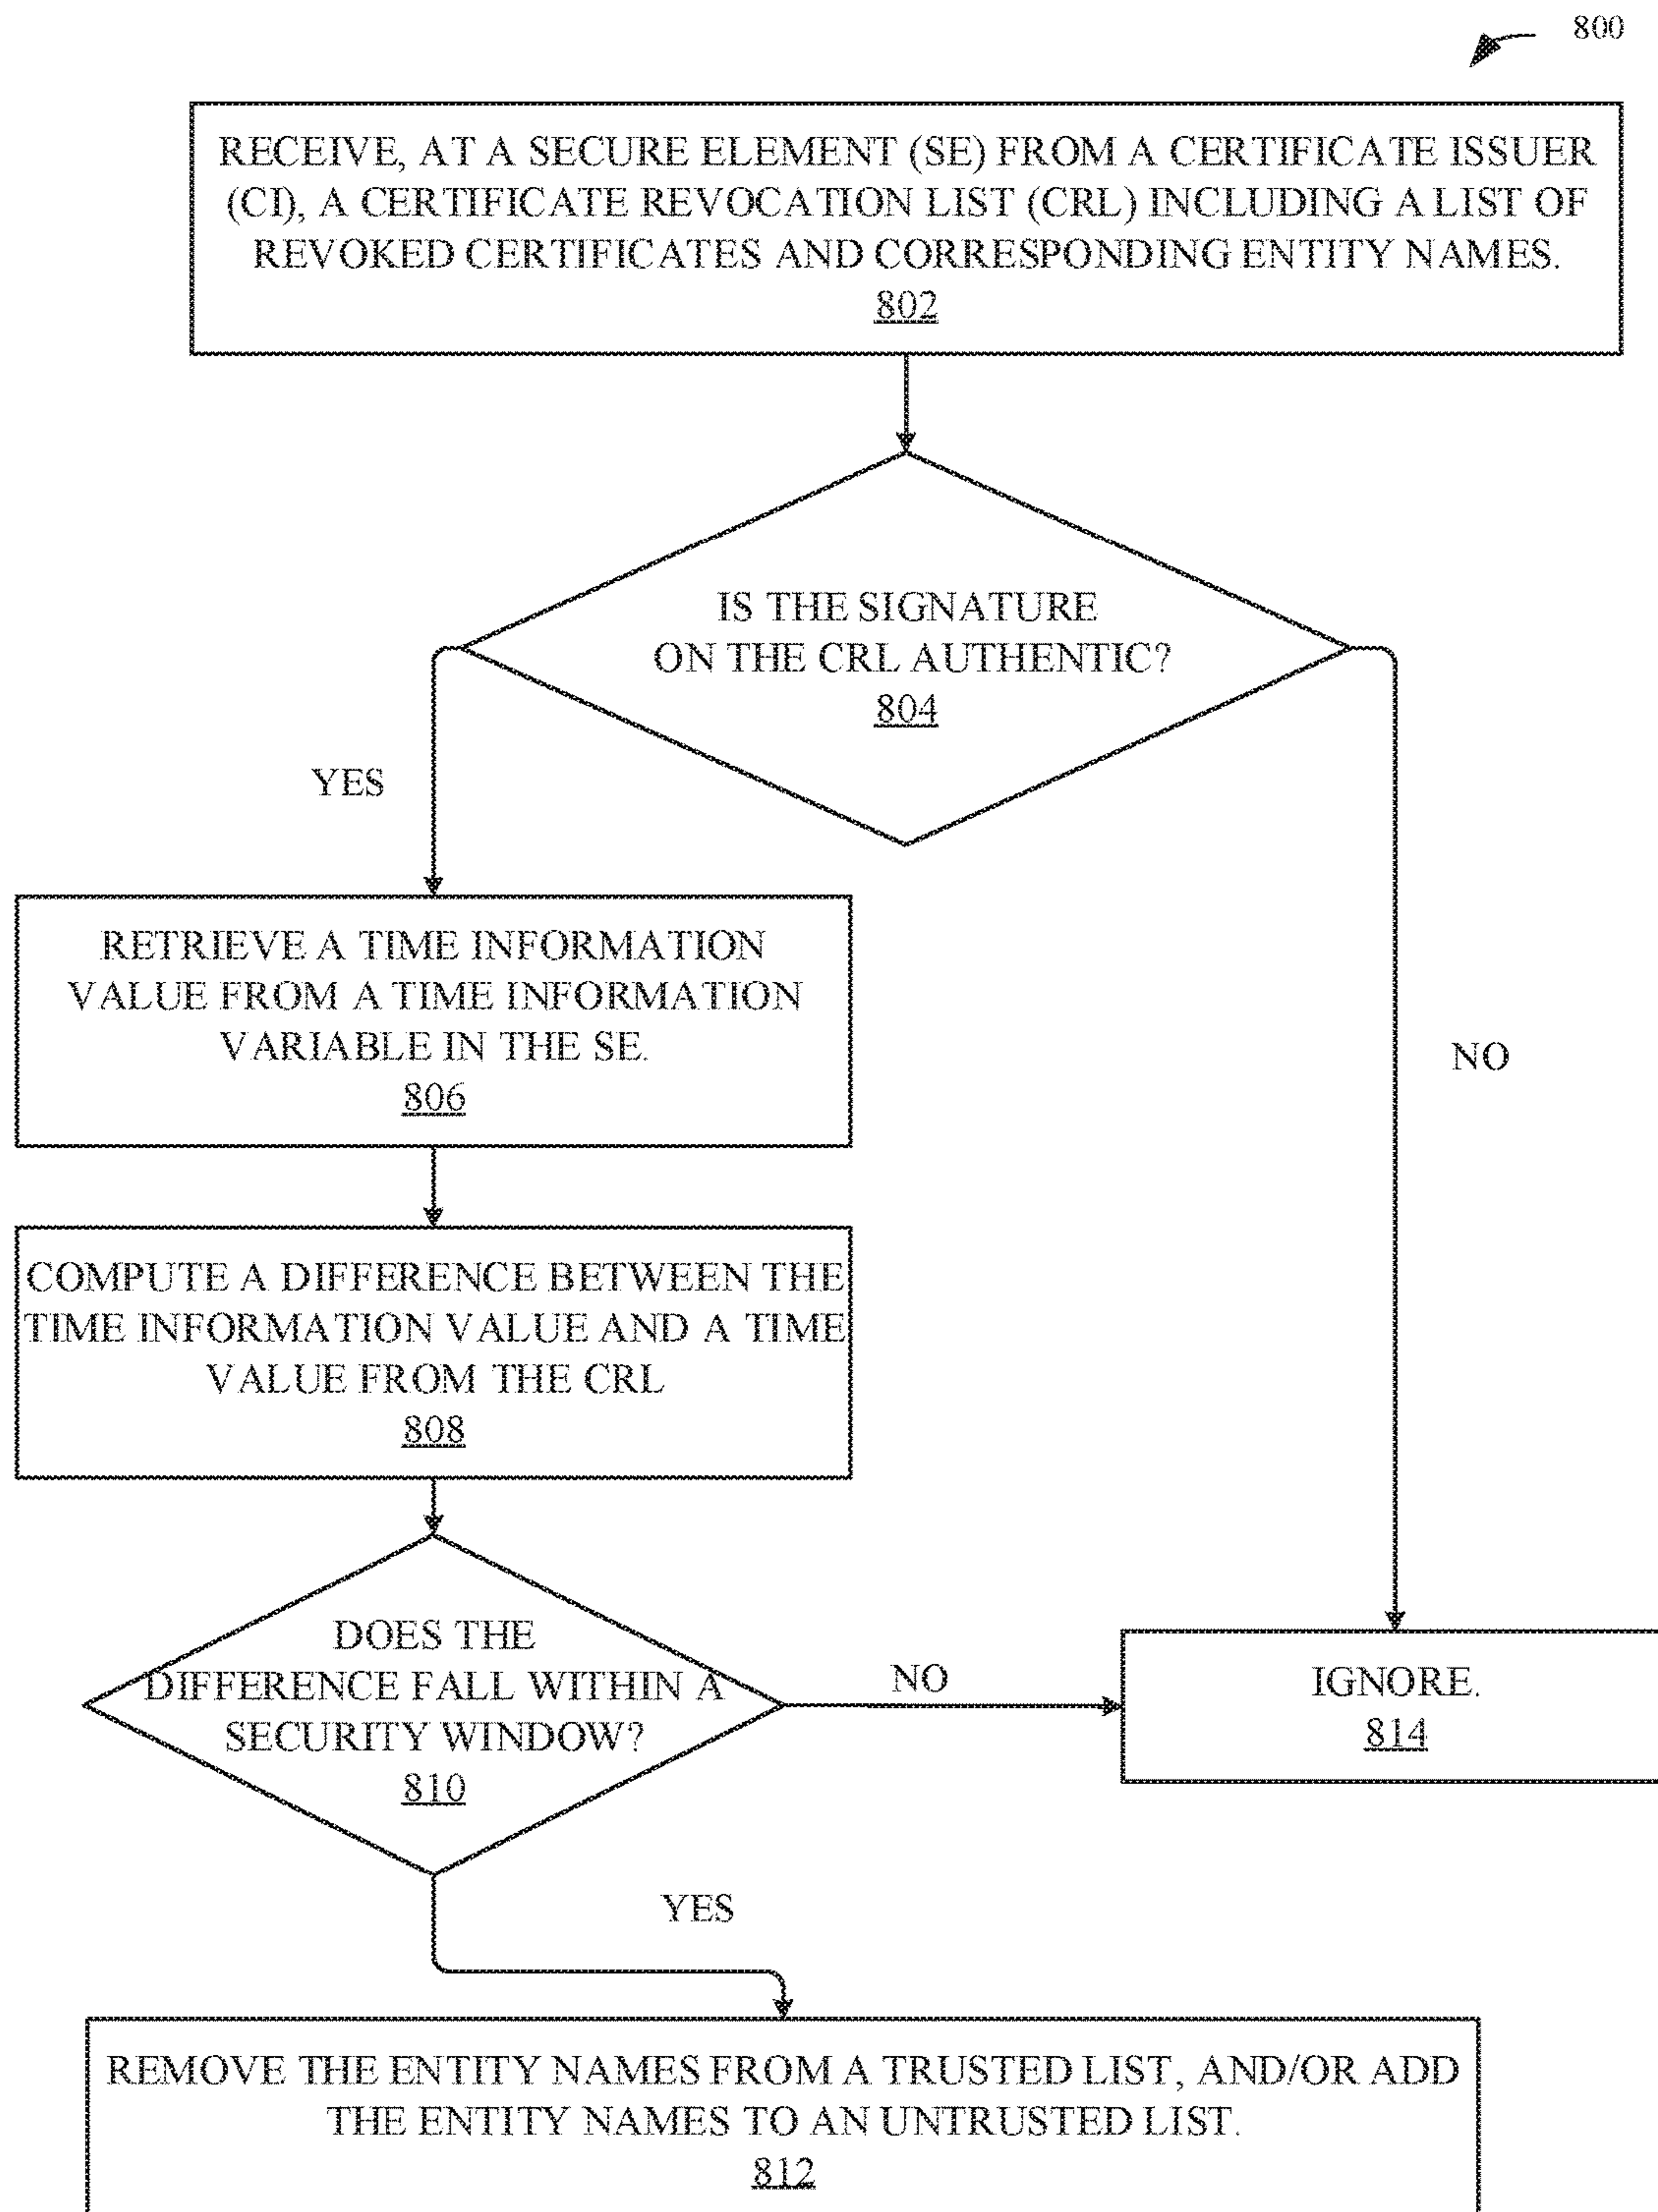 800
RECEIVE, AT A SECURE ELEMENT (SE) FROM A CERTIFICATE ISSUER
(CI), A CERTIFICATE REVOCATION LIST (CRL) INCLUDING A LIST OF
REVOKED CERTIFICATES AND CORRESPONDING ENTITY NAMES.
802
IS THE SIGNATURE
ON THE CRL AUTHENTIC?
804
YES
RETRIEVE A TIME INFORMATION
VALUE FROM A TIME INFORMATION
VARIABLE IN THE SE.
806
NO
COMPUTE A DIFFERENCE BETWEEN THE
TIME INFORMATION VALUE AND A TIME
VALUE FROM THE CRL
808
DOES THE
DIFFERENCE FALL WITHIN A
SECURITY WINDOW?
810
NO
IGNORE.
814
YES
REMOVE THE ENTITY NAMES FROM A TRUSTED LIST, AND/OR ADD
THE ENTITY NAMES TO AN UNTRUSTED LIST.
812